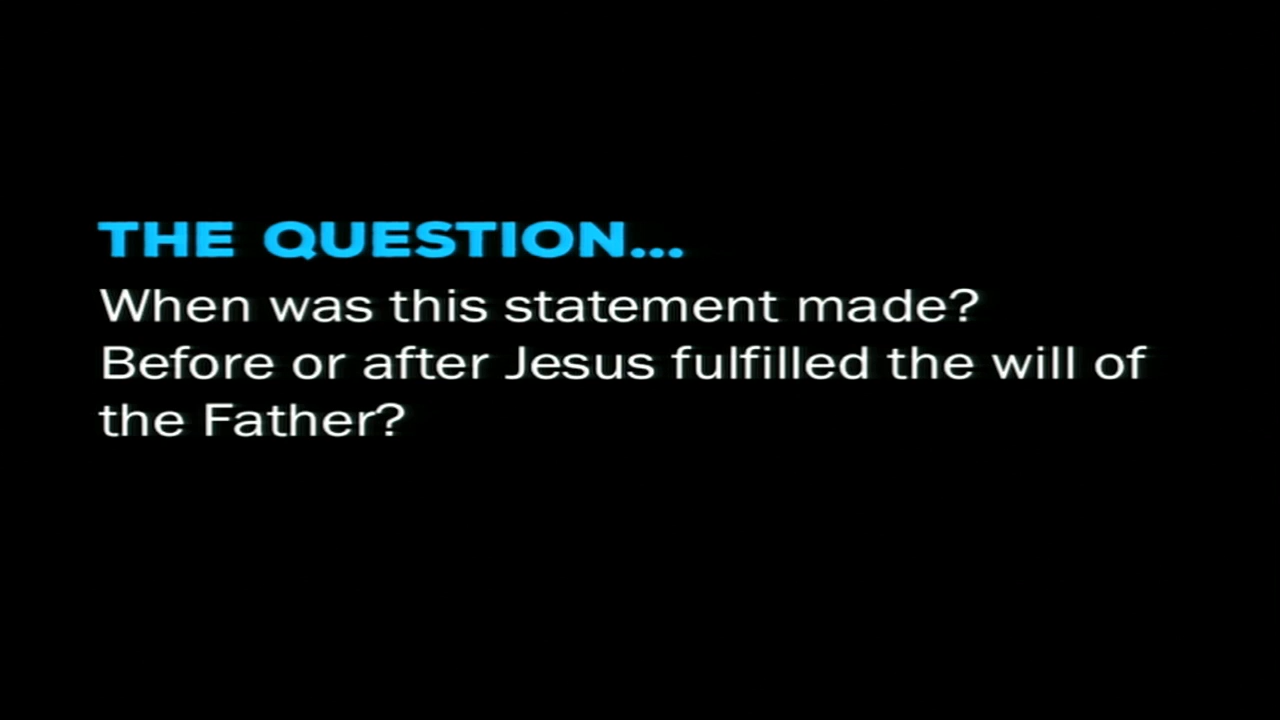 THE QUESTION...
When was this statement made?
Before or after Jesus fulfilled the will of
the Father?